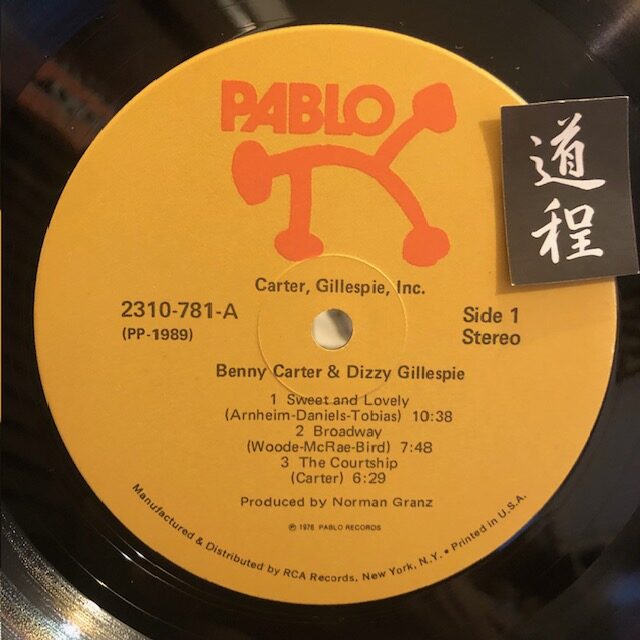 PABLO
道程
Carter, Gillespie, Inc.
2310-781-A
(PP-1989)
Side 1
Stereo
Benny Carter & Dizzy Gillespie
1 Sweet and Lovely
(Arnheim-Daniels-Tobias) 10:38
2 Broadway
(Woode-McRae-Bird) 7:48
3 The Courtship
(Carter) 6:29
Produced by Norman Granz
℗ 1976 PABLO RECORDS
Manufactured & Distributed by RCA Records, New York, N.Y. • Printed in U.S.A.